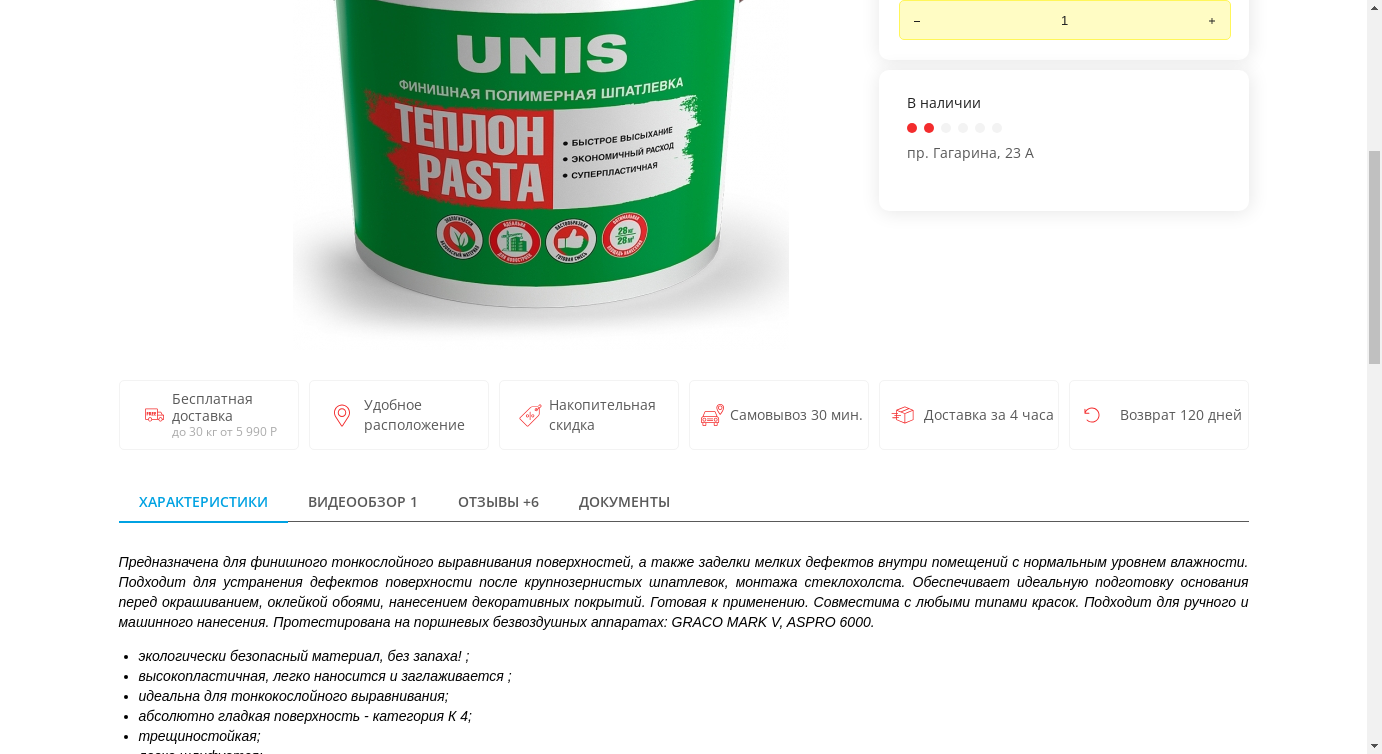 UNIS
ФИНИШНАЯ ПОЛИМЕРНАЯ ШПАТЛЕВКА
ТЕПЛОН
PASTA
• БЫСТРОЕ ВЫСЫХАНИЕ
• ЭКОНОМИЧНЫЙ РАСХОД
• СУПЕРПЛАСТИЧНАЯ
28 кг
28 м²
− 1 +
В наличии
пр. Гагарина, 23 А
Бесплатная
доставка
до 30 кг от 5 990 Р
Удобное
расположение
Накопительная
скидка
Самовывоз 30 мин.
Доставка за 4 часа
Возврат 120 дней
ХАРАКТЕРИСТИКИ ВИДЕООБЗОР 1 ОТЗЫВЫ +6 ДОКУМЕНТЫ
Предназначена для финишного тонкослойного выравнивания поверхностей, а также заделки мелких дефектов внутри помещений с нормальным уровнем влажности.
Подходит для устранения дефектов поверхности после крупнозернистых шпатлевок, монтажа стеклохолста. Обеспечивает идеальную подготовку основания
перед окрашиванием, оклейкой обоями, нанесением декоративных покрытий. Готовая к применению. Совместима с любыми типами красок. Подходит для ручного и
машинного нанесения. Протестирована на поршневых безвоздушных аппаратах: GRACO MARK V, ASPRO 6000.
• экологически безопасный материал, без запаха! ;
• высокопластичная, легко наносится и заглаживается ;
• идеальна для тонкокослойного выравнивания;
• абсолютно гладкая поверхность - категория К 4;
• трещиностойкая;